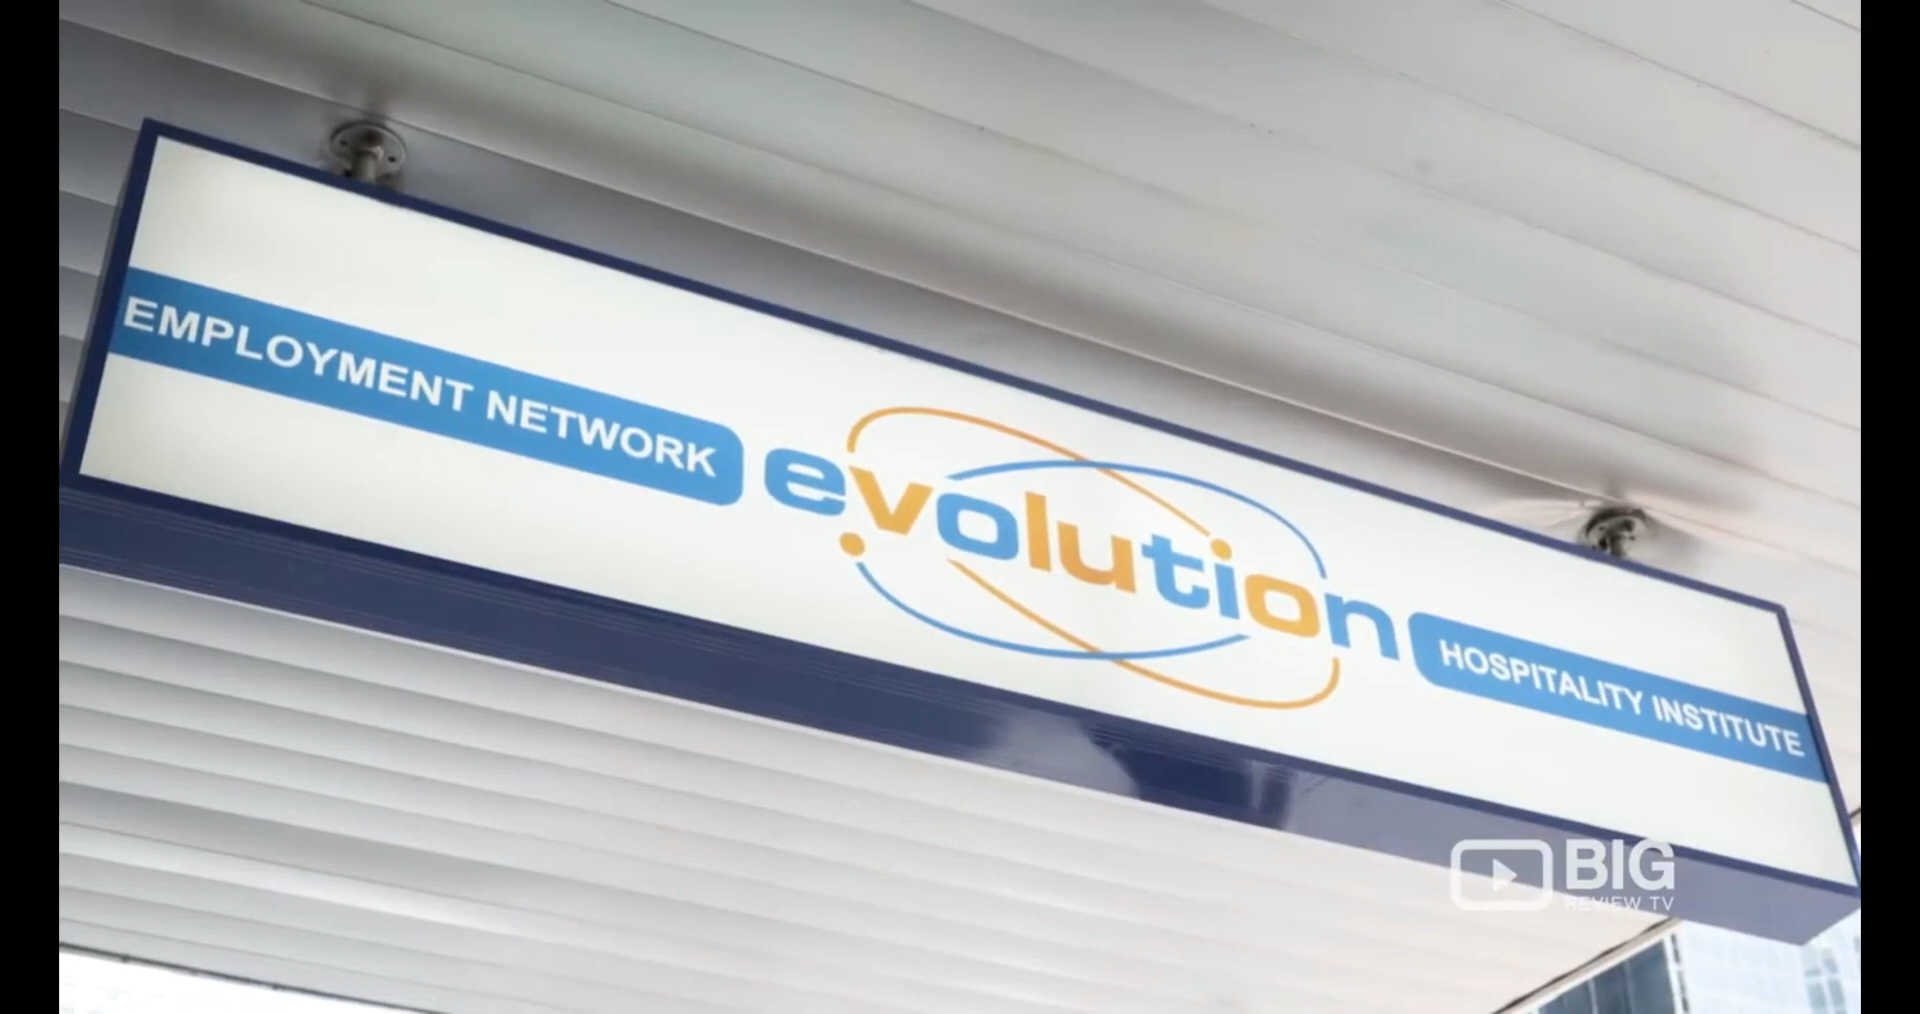 EMPLOYMENT NETWORK
evolution
HOSPITALITY INSTITUTE
BIG
REVIEW TV